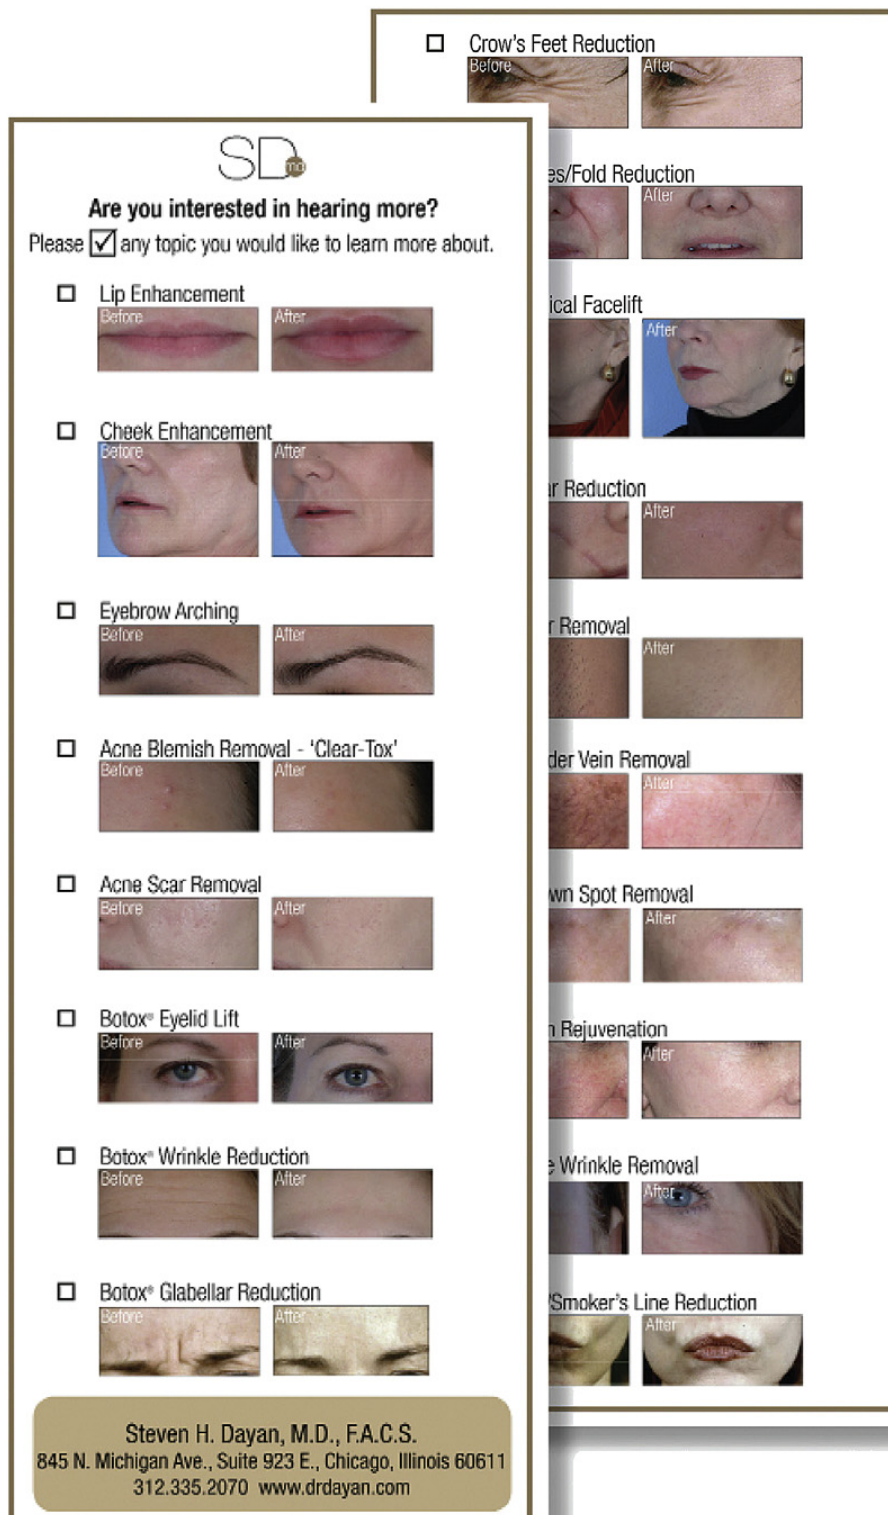 SDmd
Are you interested in hearing more?
Please any topic you would like to learn more about.
Lip Enhancement
Before After
Cheek Enhancement
Before After
Eyebrow Arching
Before After
Acne Blemish Removal - ‘Clear-Tox’
Before After
Acne Scar Removal
Before After
Botox® Eyelid Lift
Before After
Botox® Wrinkle Reduction
Before After
Botox® Glabellar Reduction
Before After
Steven H. Dayan, M.D., F.A.C.S.
845 N. Michigan Ave., Suite 923 E., Chicago, Illinois 60611
312.335.2070 www.drdayan.com
Crow’s Feet Reduction
Before After
es/Fold Reduction
After
ical Facelift
After
ar Reduction
After
r Removal
After
der Vein Removal
After
wn Spot Removal
After
n Rejuvenation
After
e Wrinkle Removal
After
/Smoker’s Line Reduction
After